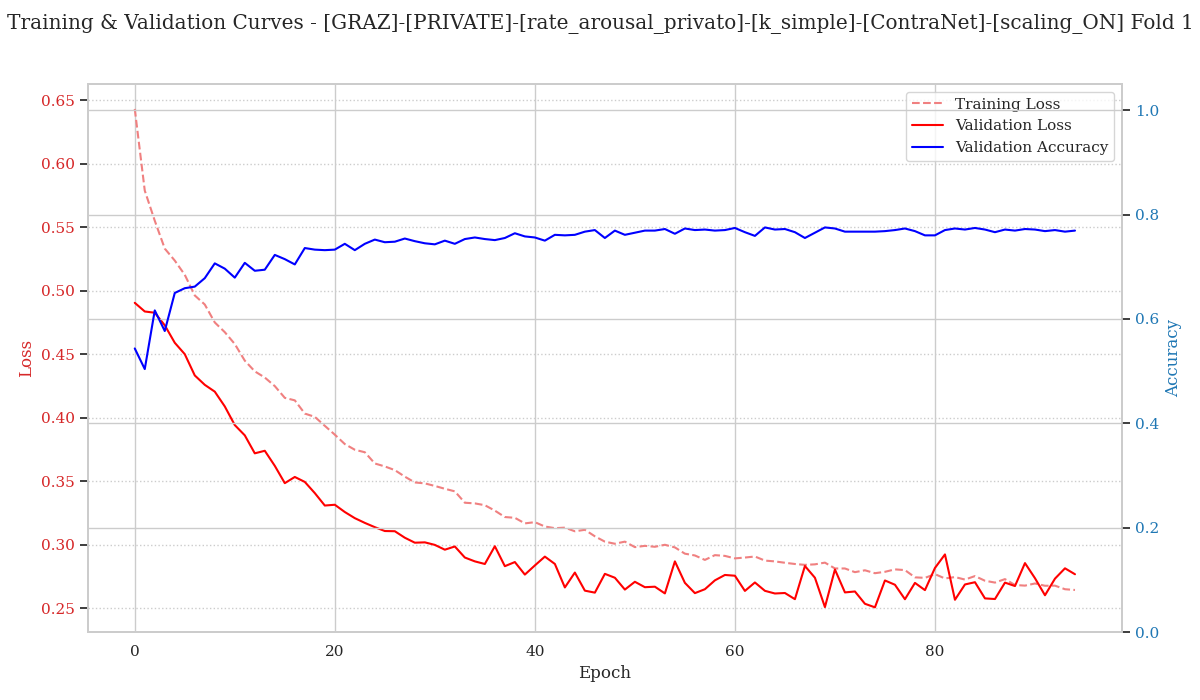 Training & Validation Curves - [GRAZ]-[PRIVATE]-[rate_arousal_privato]-[k_simple]-[ContraNet]-[scaling_ON] Fold 1
Training Loss
Validation Loss
Validation Accuracy
Loss
0.65
0.60
0.55
0.50
0.45
0.40
0.35
0.30
0.25
1.0
0.8
0.6
0.4
0.2
0.0
Accuracy
0
20
40
60
80
Epoch